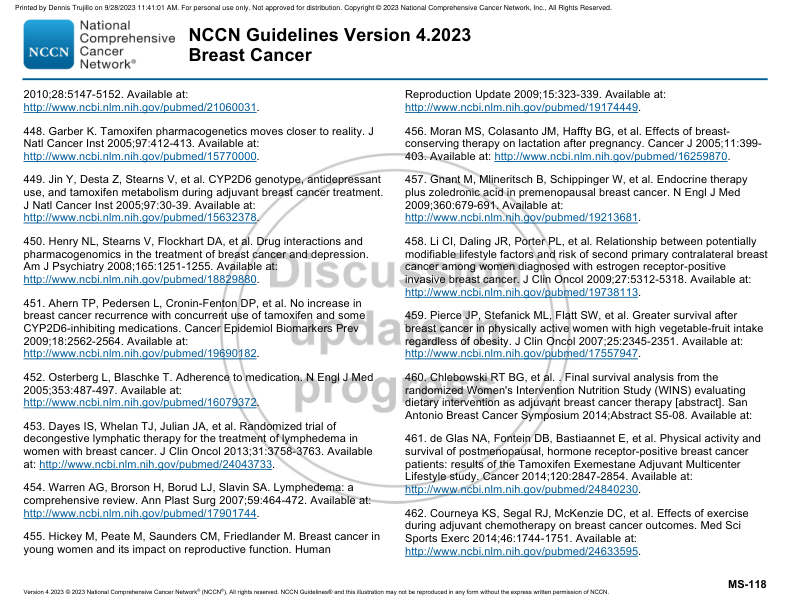 Printed by Dennis Trujillo on 9/28/2023 11:41:01 AM. For personal use only. Not approved for distribution. Copyright © 2023 National Comprehensive Cancer Network, Inc., All Rights Reserved.
NCCN
National
Comprehensive
Cancer
Network®
NCCN Guidelines Version 4.2023
Breast Cancer
2010;28:5147-5152. Available at:
http://www.ncbi.nlm.nih.gov/pubmed/21060031.
448. Garber K. Tamoxifen pharmacogenetics moves closer to reality. J
Natl Cancer Inst 2005;97:412-413. Available at:
http://www.ncbi.nlm.nih.gov/pubmed/15770000.
449. Jin Y, Desta Z, Stearns V, et al. CYP2D6 genotype, antidepressant
use, and tamoxifen metabolism during adjuvant breast cancer treatment.
J Natl Cancer Inst 2005;97:30-39. Available at:
http://www.ncbi.nlm.nih.gov/pubmed/15632378.
450. Henry NL, Stearns V, Flockhart DA, et al. Drug interactions and
pharmacogenomics in the treatment of breast cancer and depression.
Am J Psychiatry 2008;165:1251-1255. Available at:
http://www.ncbi.nlm.nih.gov/pubmed/18829880.
451. Ahern TP, Pedersen L, Cronin-Fenton DP, et al. No increase in
breast cancer recurrence with concurrent use of tamoxifen and some
CYP2D6-inhibiting medications. Cancer Epidemiol Biomarkers Prev
2009;18:2562-2564. Available at:
http://www.ncbi.nlm.nih.gov/pubmed/19690182.
452. Osterberg L, Blaschke T. Adherence to medication. N Engl J Med
2005;353:487-497. Available at:
http://www.ncbi.nlm.nih.gov/pubmed/16079372.
453. Dayes IS, Whelan TJ, Julian JA, et al. Randomized trial of
decongestive lymphatic therapy for the treatment of lymphedema in
women with breast cancer. J Clin Oncol 2013;31:3758-3763. Available
at: http://www.ncbi.nlm.nih.gov/pubmed/24043733.
454. Warren AG, Brorson H, Borud LJ, Slavin SA. Lymphedema: a
comprehensive review. Ann Plast Surg 2007;59:464-472. Available at:
http://www.ncbi.nlm.nih.gov/pubmed/17901744.
455. Hickey M, Peate M, Saunders CM, Friedlander M. Breast cancer in
young women and its impact on reproductive function. Human
Reproduction Update 2009;15:323-339. Available at:
http://www.ncbi.nlm.nih.gov/pubmed/19174449.
456. Moran MS, Colasanto JM, Haffty BG, et al. Effects of breast-
conserving therapy on lactation after pregnancy. Cancer J 2005;11:399-
403. Available at: http://www.ncbi.nlm.nih.gov/pubmed/16259870.
457. Gnant M, Mlineritsch B, Schippinger W, et al. Endocrine therapy
plus zoledronic acid in premenopausal breast cancer. N Engl J Med
2009;360:679-691. Available at:
http://www.ncbi.nlm.nih.gov/pubmed/19213681.
458. Li CI, Daling JR, Porter PL, et al. Relationship between potentially
modifiable lifestyle factors and risk of second primary contralateral breast
cancer among women diagnosed with estrogen receptor-positive
invasive breast cancer. J Clin Oncol 2009;27:5312-5318. Available at:
http://www.ncbi.nlm.nih.gov/pubmed/19738113.
459. Pierce JP, Stefanick ML, Flatt SW, et al. Greater survival after
breast cancer in physically active women with high vegetable-fruit intake
regardless of obesity. J Clin Oncol 2007;25:2345-2351. Available at:
http://www.ncbi.nlm.nih.gov/pubmed/17557947.
460. Chlebowski RT BG, et al. . Final survival analysis from the
randomized Women's Intervention Nutrition Study (WINS) evaluating
dietary intervention as adjuvant breast cancer therapy [abstract]. San
Antonio Breast Cancer Symposium 2014;Abstract S5-08. Available at:
461. de Glas NA, Fontein DB, Bastiaannet E, et al. Physical activity and
survival of postmenopausal, hormone receptor-positive breast cancer
patients: results of the Tamoxifen Exemestane Adjuvant Multicenter
Lifestyle study. Cancer 2014;120:2847-2854. Available at:
http://www.ncbi.nlm.nih.gov/pubmed/24840230.
462. Courneya KS, Segal RJ, McKenzie DC, et al. Effects of exercise
during adjuvant chemotherapy on breast cancer outcomes. Med Sci
Sports Exerc 2014;46:1744-1751. Available at:
http://www.ncbi.nlm.nih.gov/pubmed/24633595.
Discussion
update in
progress
MS-118
Version 4.2023 © 2023 National Comprehensive Cancer Network® (NCCN®), All rights reserved. NCCN Guidelines® and this illustration may not be reproduced in any form without the express written permission of NCCN.